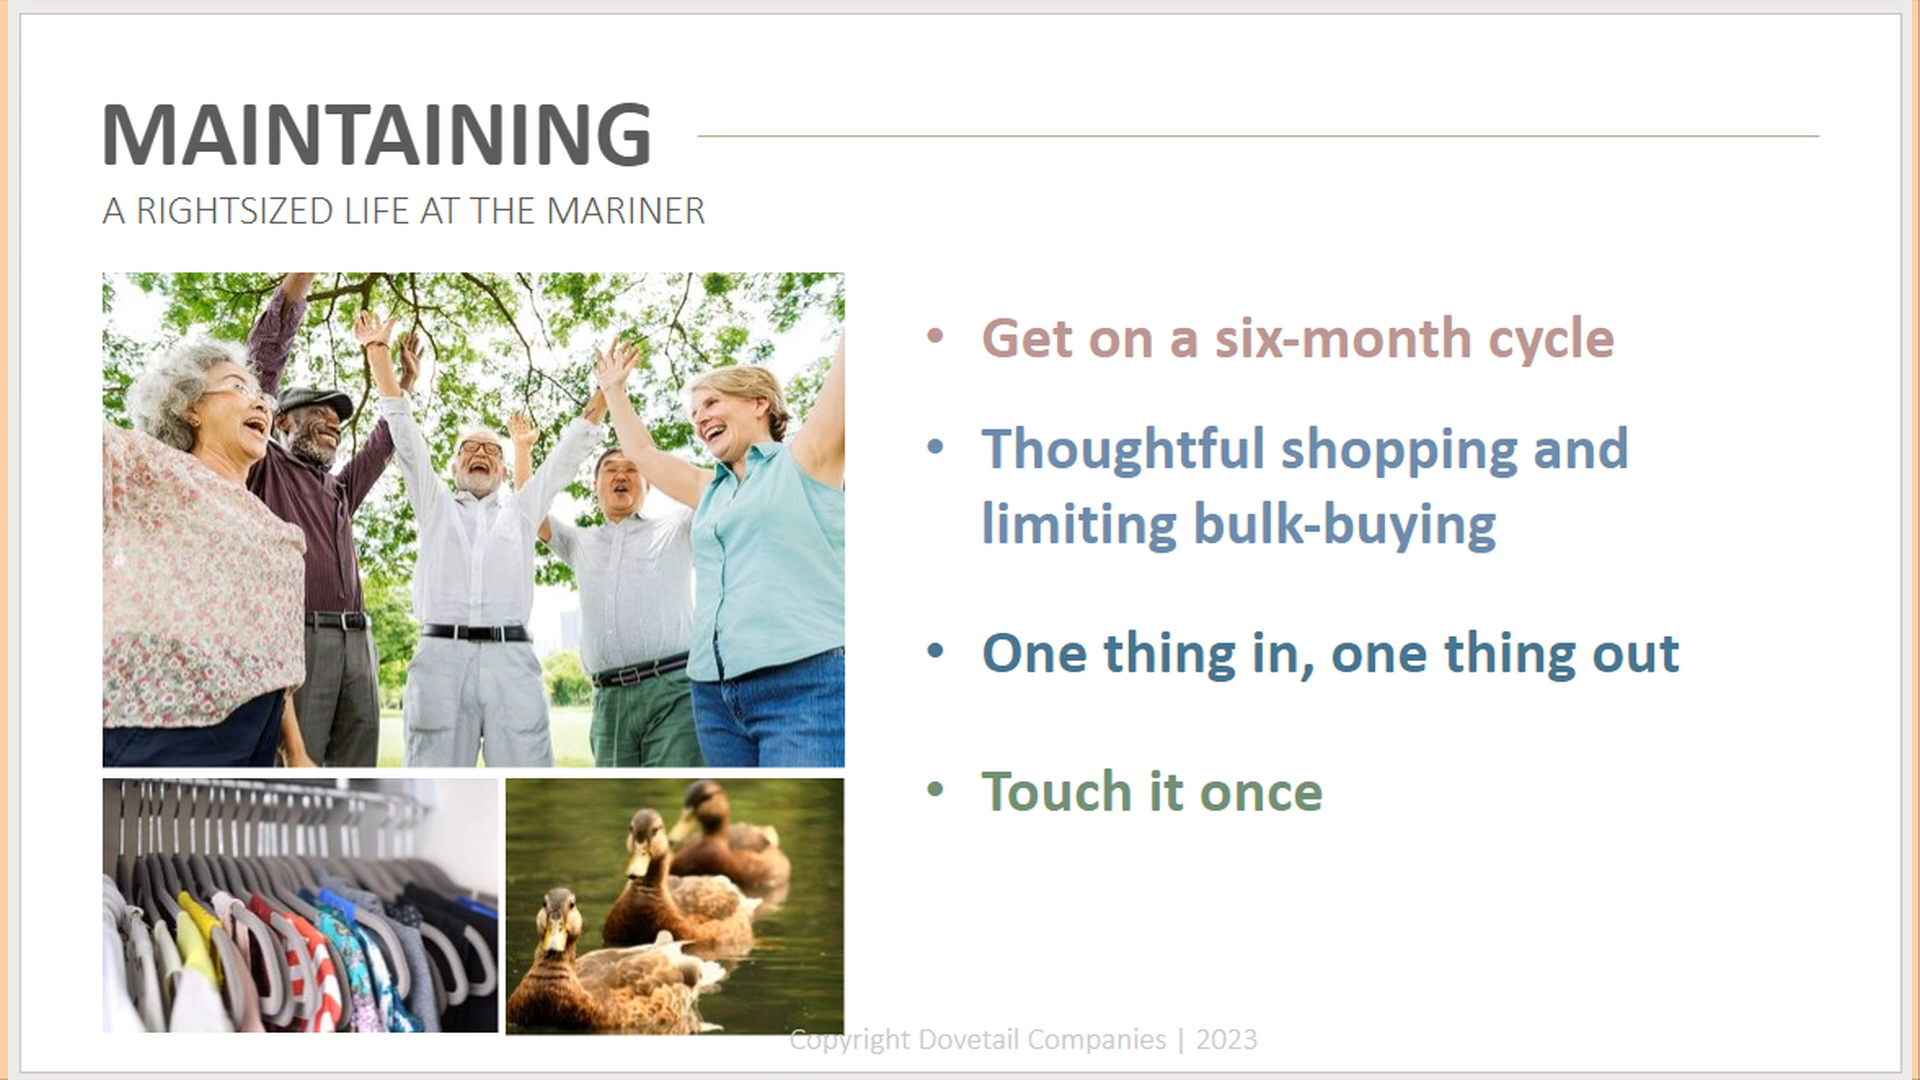 MAINTAINING
A RIGHTSIZED LIFE AT THE MARINER
• Get on a six-month cycle
• Thoughtful shopping and
limiting bulk-buying
• One thing in, one thing out
• Touch it once
Copyright Dovetail Companies | 2023